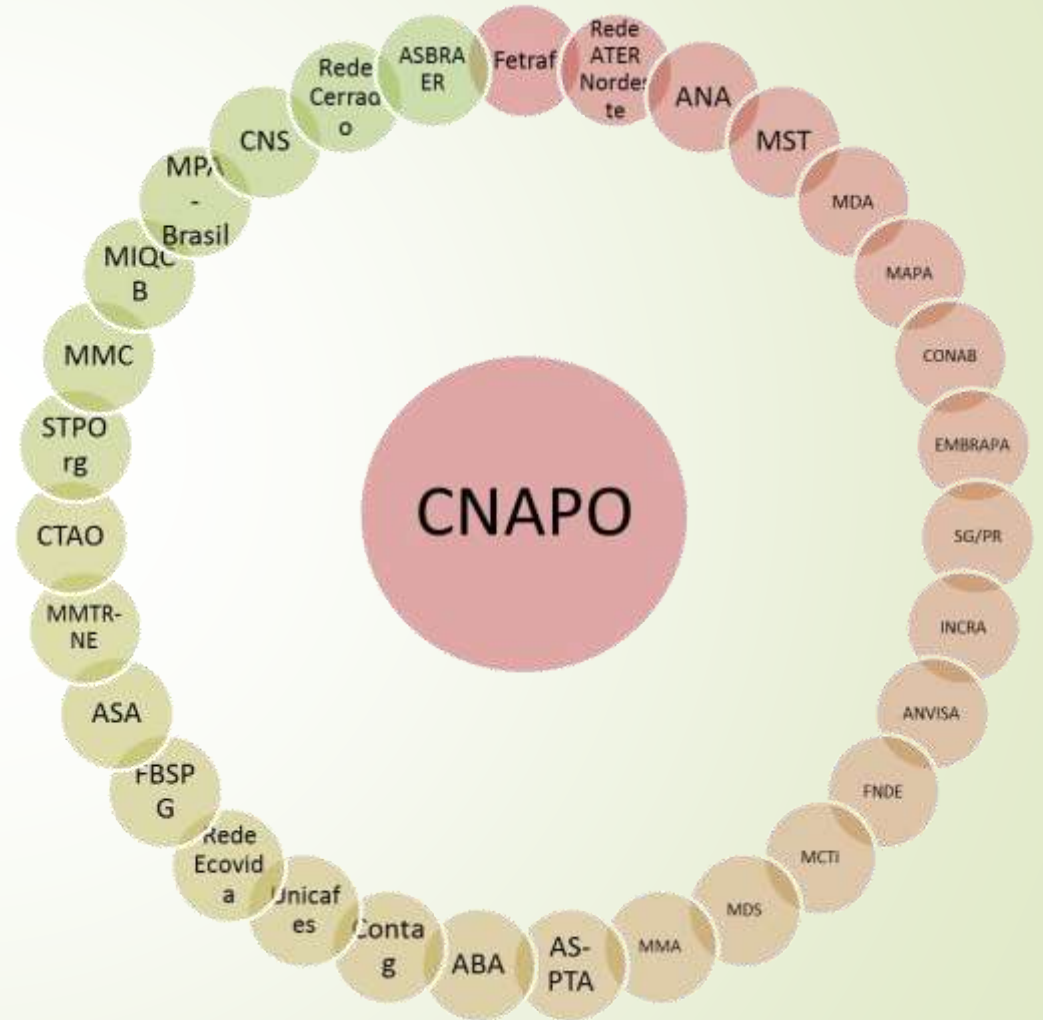 Fetraf
Rede
ATER
Nordes
te
ANA
MST
MDA
MAPA
CONAB
EMBRAPA
SG/PR
INCRA
ANVISA
FNDE
MCTI
MDS
MMA
AS-
PTA
ABA
Conta
g
Unicaf
es
Rede
Ecovid
a
FBSP
G
ASA
MMTR-
NE
CTAO
STPO
rg
MMC
MIQC
B
MPA
-
Brasil
CNS
Rede
Cerrad
o
ASBRA
ER
CNAPO